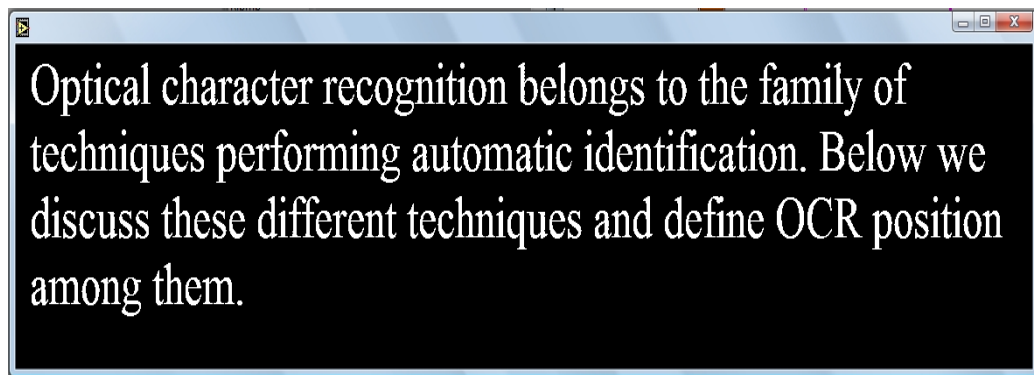 Optical character recognition belongs to the family of
techniques performing automatic identification. Below we
discuss these different techniques and define OCR position
among them.